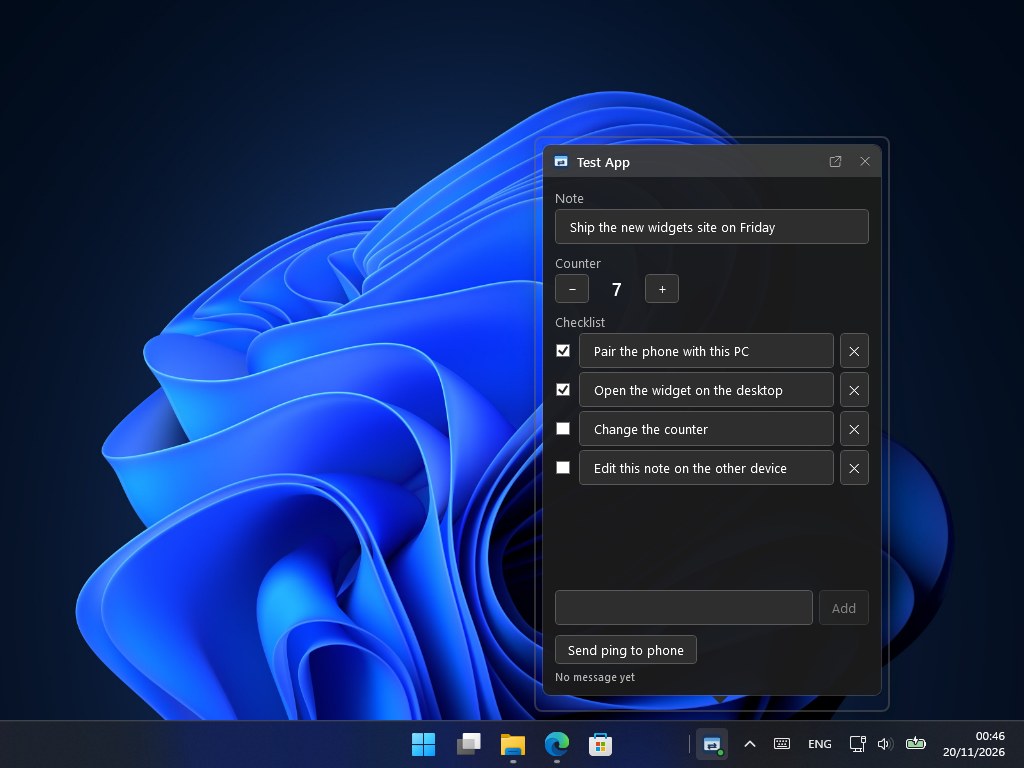 Test App
Note
Ship the new widgets site on Friday
Counter
− 7 +
Checklist
Pair the phone with this PC
Open the widget on the desktop
Change the counter
Edit this note on the other device
Add
Send ping to phone
No message yet
ENG
00:46
20/11/2026